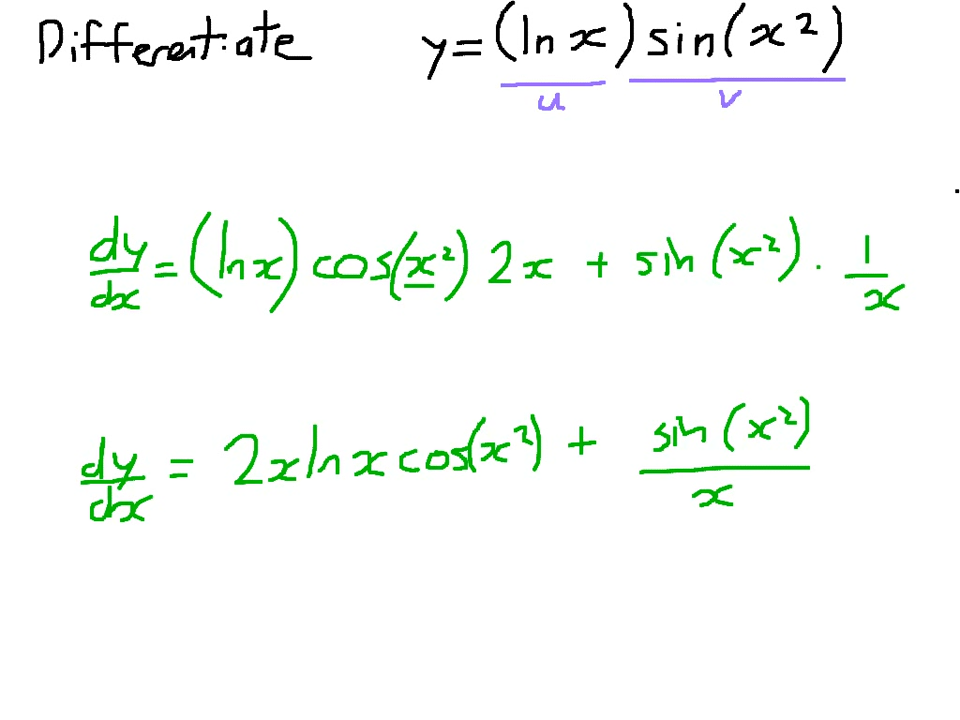 Differentiate y = (ln x) sin(x²)
u v
dy/dx = (ln x) cos(x²) 2x + sin(x²) · 1/x
dy/dx = 2x ln x cos(x²) + sin(x²)/x